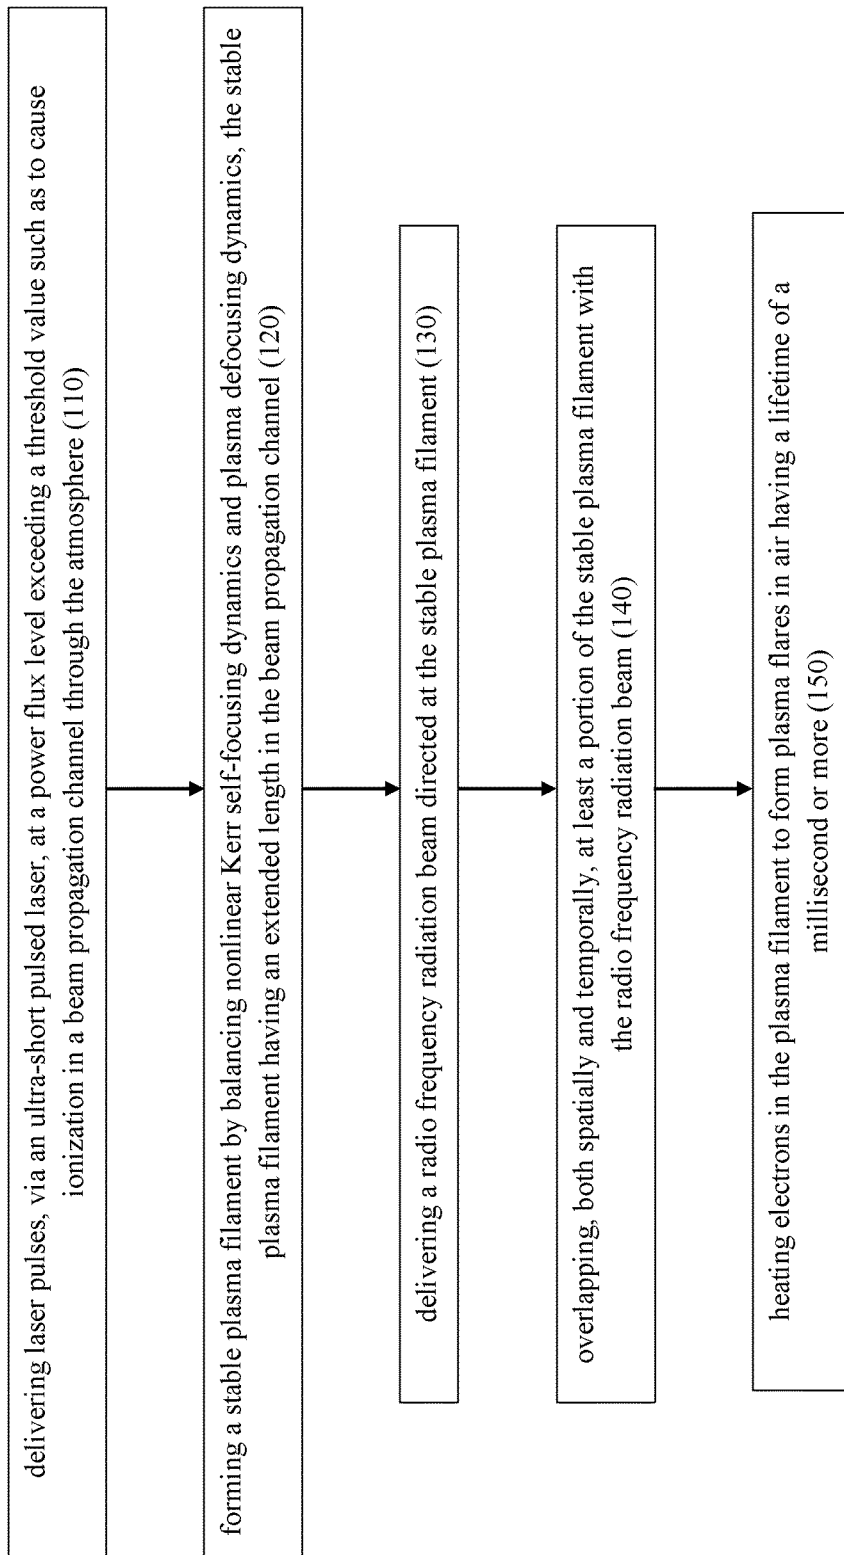 delivering laser pulses, via an ultra-short pulsed laser, at a power flux level exceeding a threshold value such as to cause
ionization in a beam propagation channel through the atmosphere (110)
forming a stable plasma filament by balancing nonlinear Kerr self-focusing dynamics and plasma defocusing dynamics, the stable
plasma filament having an extended length in the beam propagation channel (120)
delivering a radio frequency radiation beam directed at the stable plasma filament (130)
overlapping, both spatially and temporally, at least a portion of the stable plasma filament with
the radio frequency radiation beam (140)
heating electrons in the plasma filament to form plasma flares in air having a lifetime of a
millisecond or more (150)